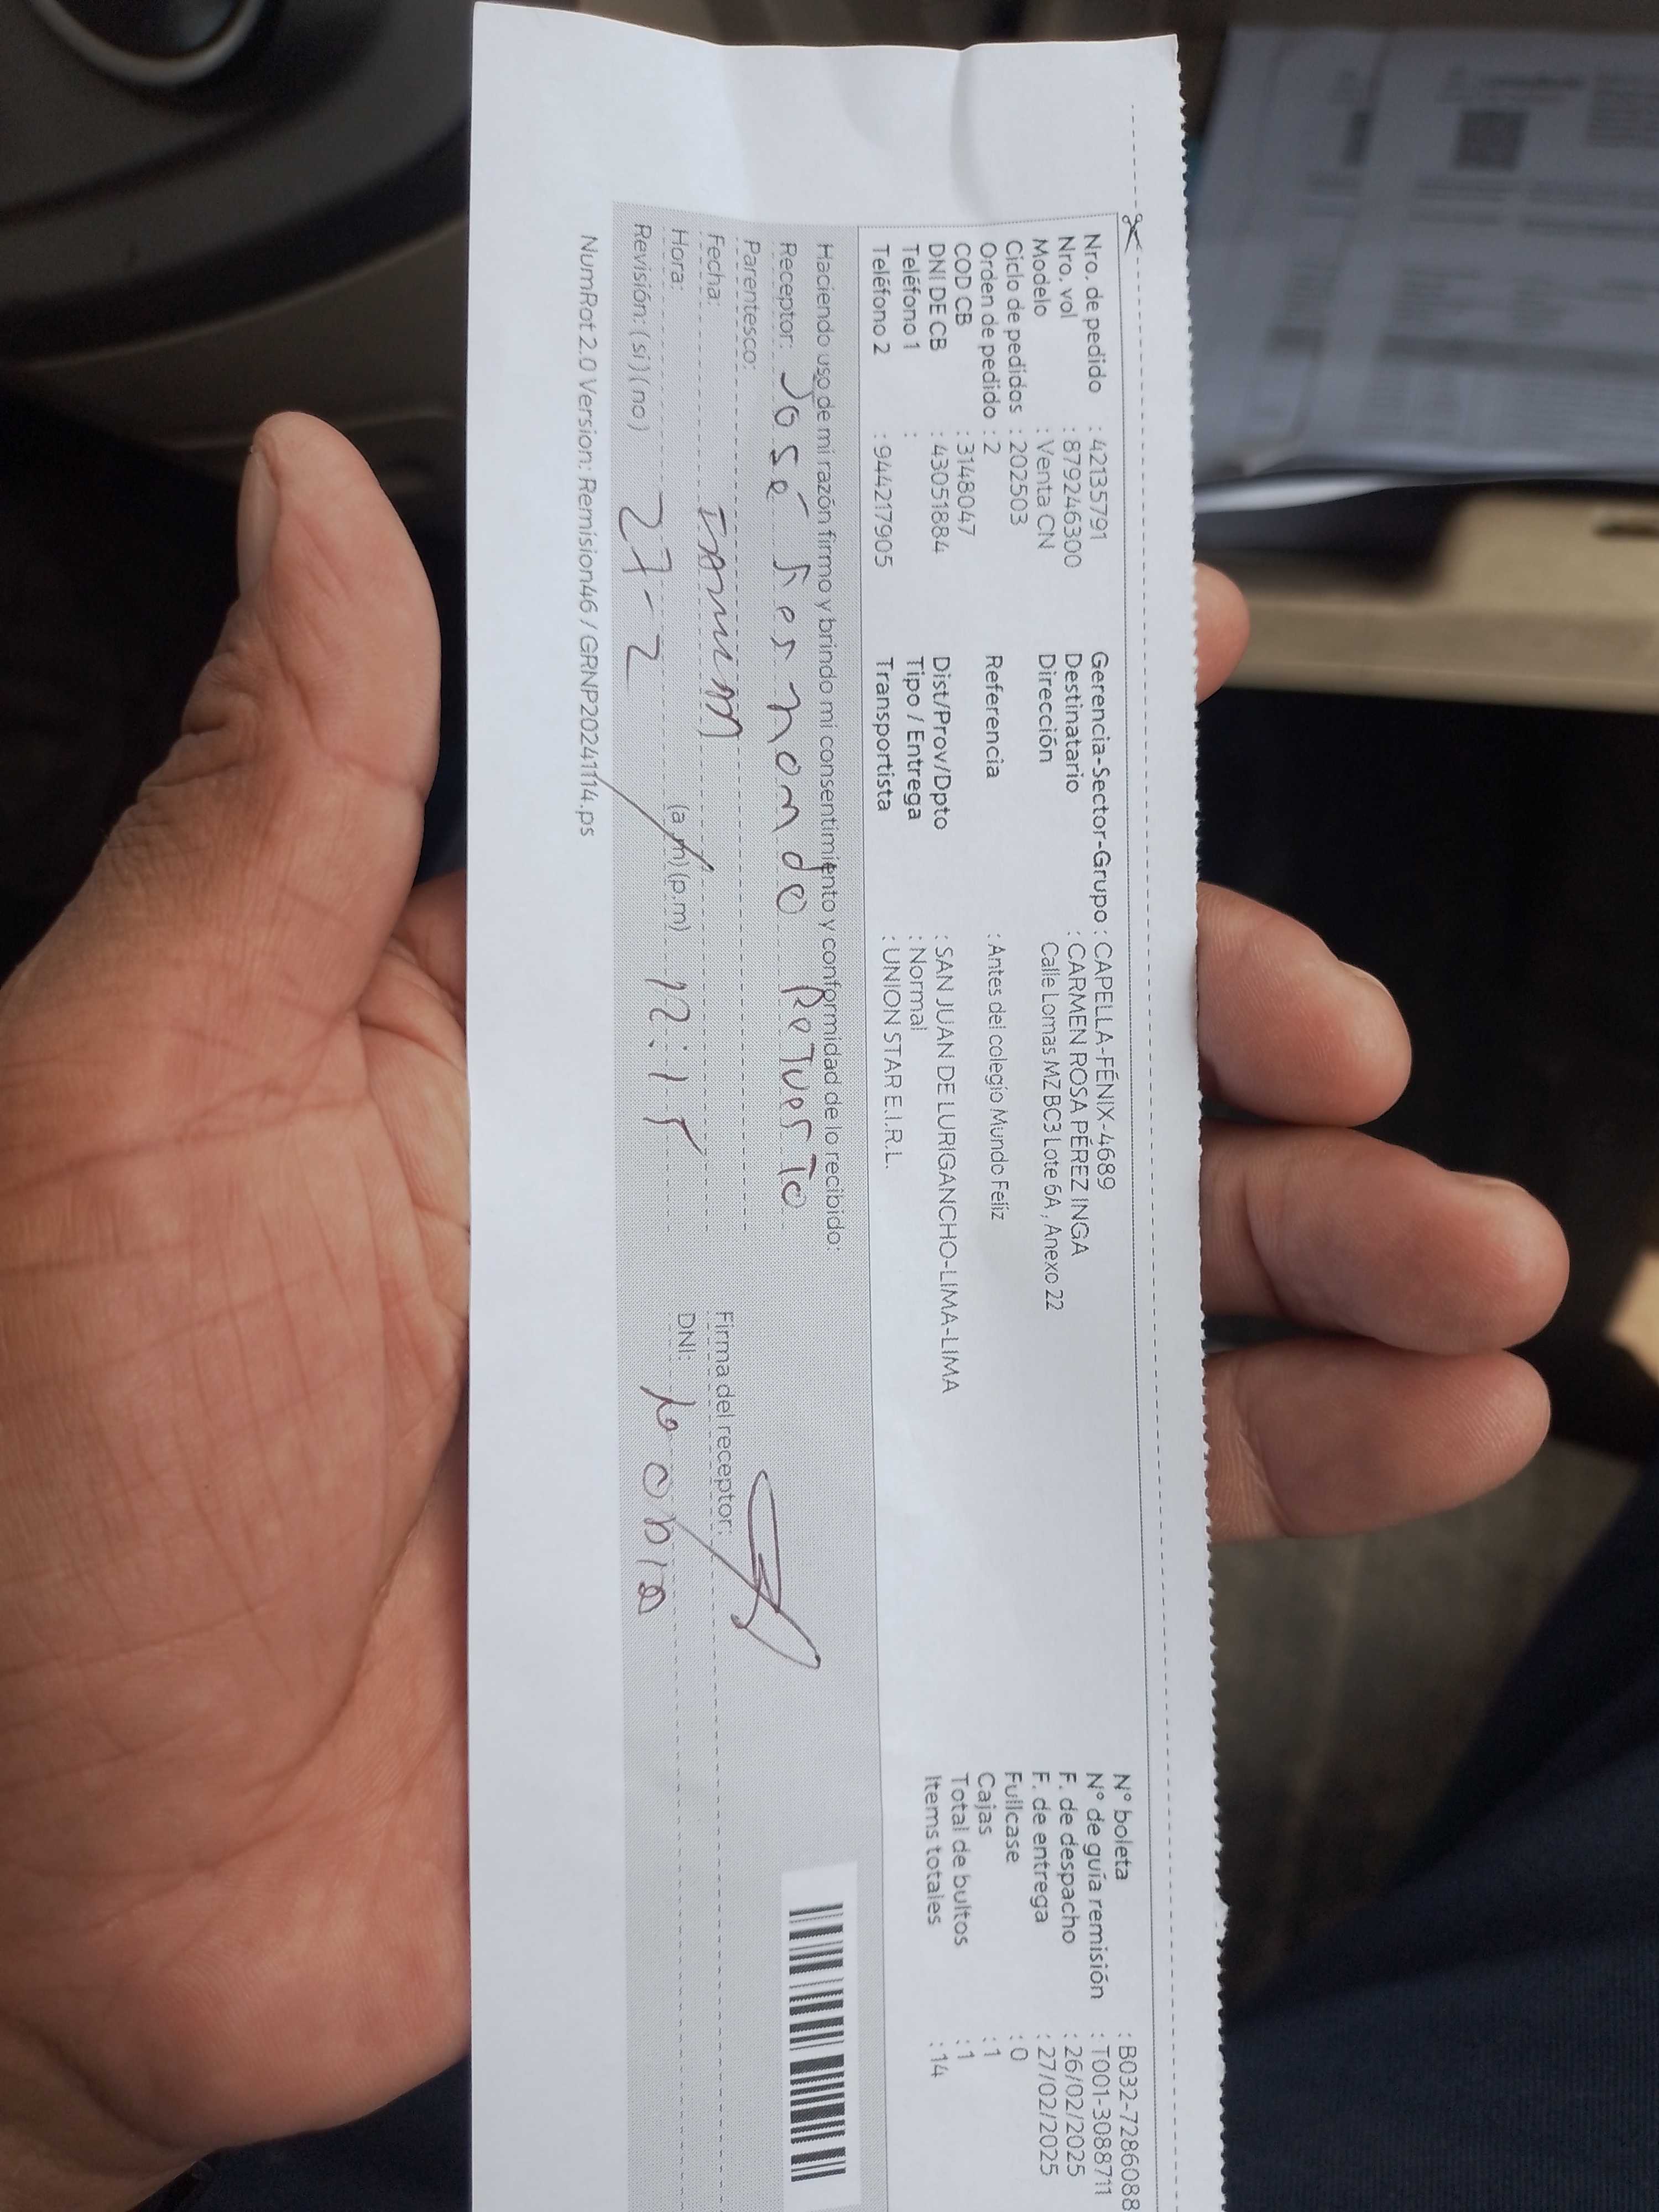 Nro. de pedido : 42135791
Nro. vol : 879246300
Modelo : Venta CN
Ciclo de pedidos : 202503
Orden de pedido : 2
COD CB : 3148047
DNI DE CB : 43051884
Teléfono 1 :
Teléfono 2 : 944217905
Gerencia-Sector-Grupo : CAPELLA-FÉNIX-4689
Destinatario : CARMEN ROSA PÉREZ INGA
Dirección Calle Lomas MZ BC3 Lote 6A , Anexo 22
Referencia : Antes del colegio Mundo Feliz
Dist/Prov/Dpto : SAN JUAN DE LURIGANCHO-LIMA-LIMA
Tipo / Entrega : Normal
Transportista : UNION STAR E.I.R.L.
N° boleta : B032-7286088
N° de guía remisión : T001-3088711
F. de despacho : 26/02/2025
F. de entrega : 27/02/2025
Fullcase : 0
Cajas : 1
Total de bultos : 1
Items totales : 14
Haciendo uso de mi razón firmo y brindo mi consentimiento y conformidad de lo recibido:
Receptor: José Fernando Retuerto
Parentesco:
Fecha: 27-2
Hora: (a.m) (p.m) 12:15
Revisión: (si) (no)
Firma del receptor:
DNI:
NumRot 2.0 Version: Remision46 / GRNP20241114.ps